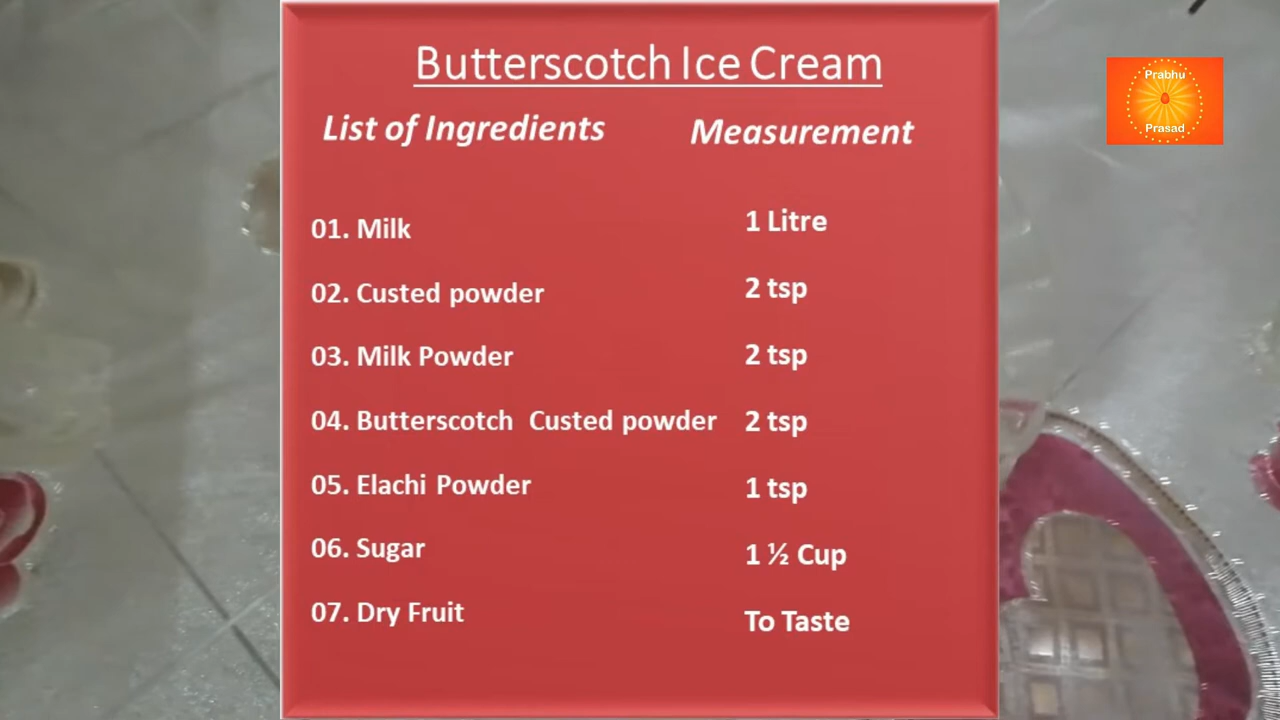 Butterscotch Ice Cream
List of Ingredients Measurement
01. Milk 1 Litre
02. Custed powder 2 tsp
03. Milk Powder 2 tsp
04. Butterscotch Custed powder 2 tsp
05. Elachi Powder 1 tsp
06. Sugar 1 ½ Cup
07. Dry Fruit To Taste
Prabhu
Prasad